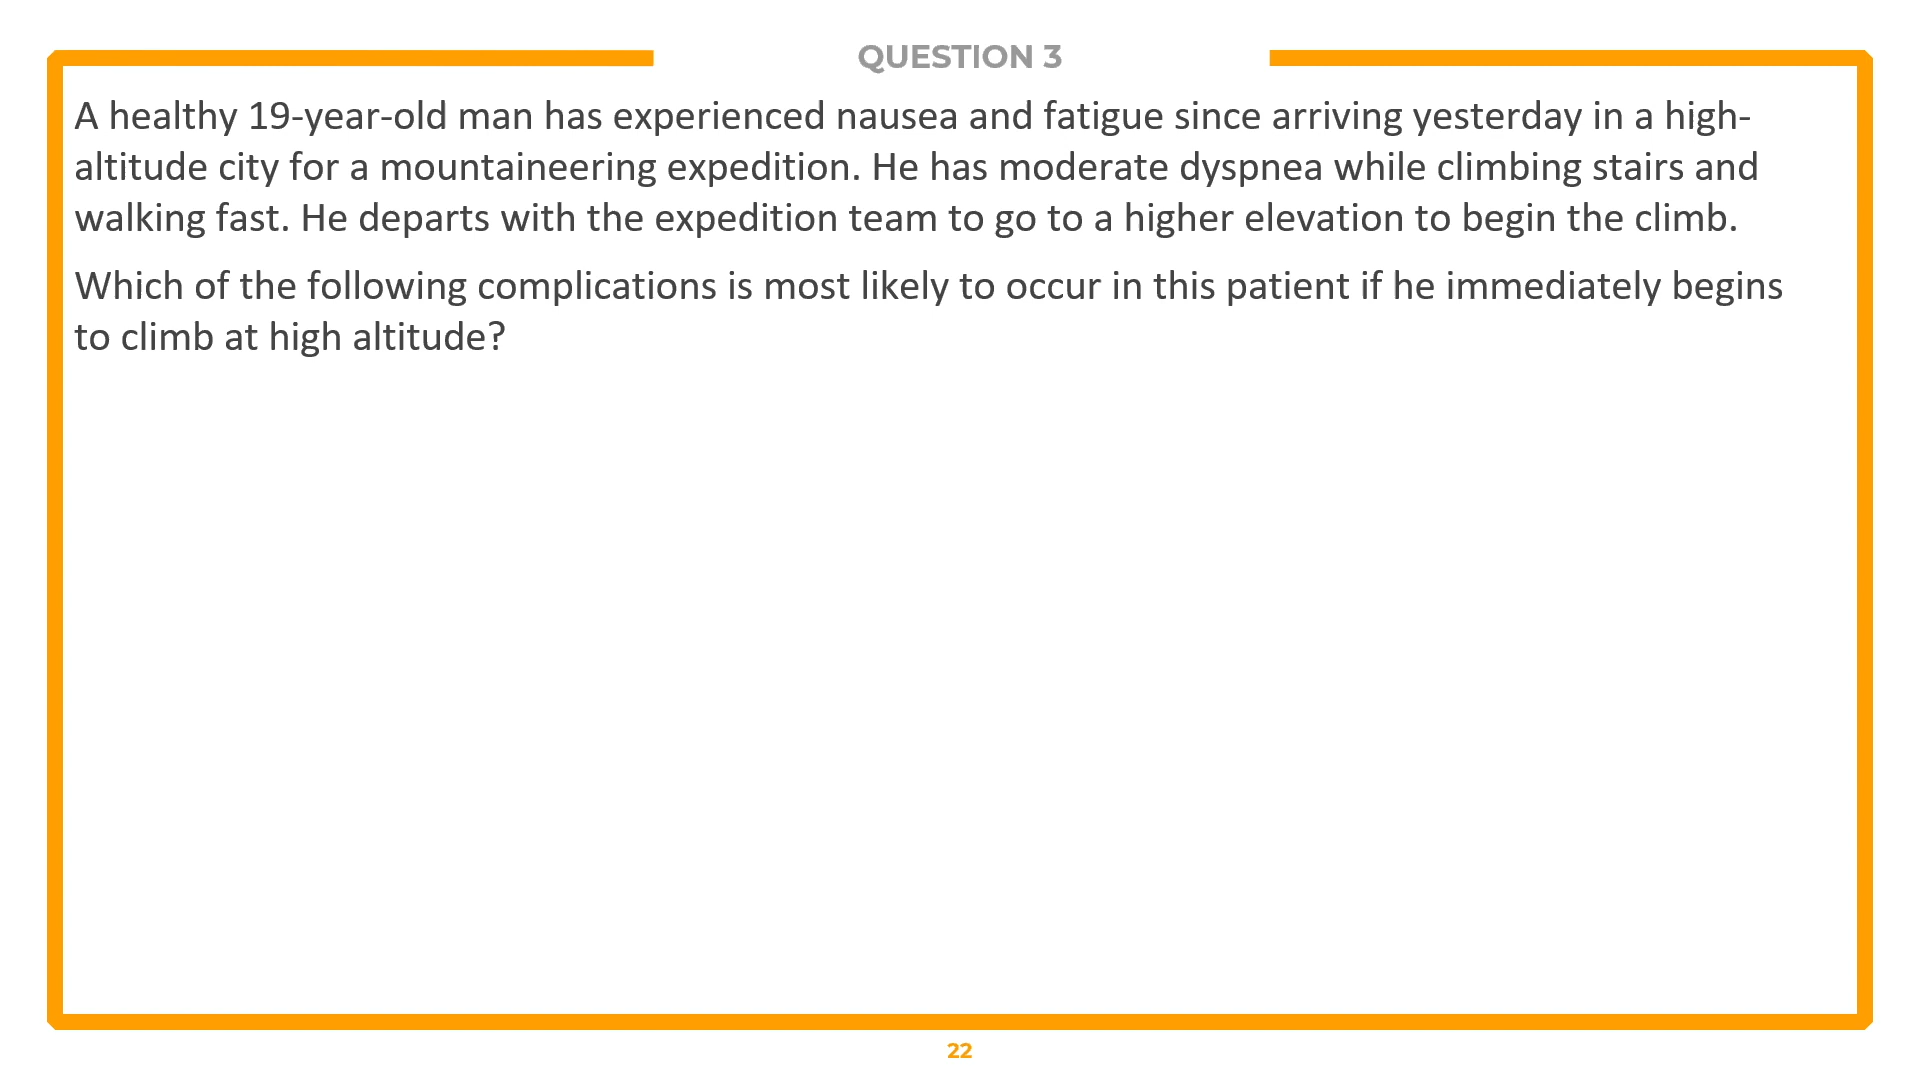 QUESTION 3
A healthy 19-year-old man has experienced nausea and fatigue since arriving yesterday in a high-
altitude city for a mountaineering expedition. He has moderate dyspnea while climbing stairs and
walking fast. He departs with the expedition team to go to a higher elevation to begin the climb.
Which of the following complications is most likely to occur in this patient if he immediately begins
to climb at high altitude?
22